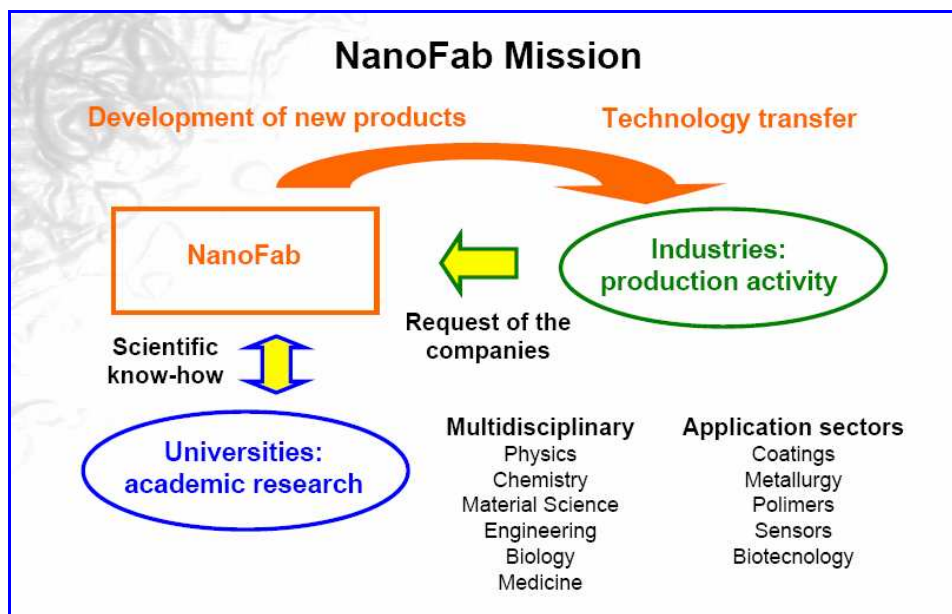 NanoFab Mission
Development of new products
Technology transfer
NanoFab
Industries:
production activity
Request of the
companies
Scientific
know-how
Universities:
academic research
Multidisciplinary
Physics
Chemistry
Material Science
Engineering
Biology
Medicine
Application sectors
Coatings
Metallurgy
Polimers
Sensors
Biotecnology